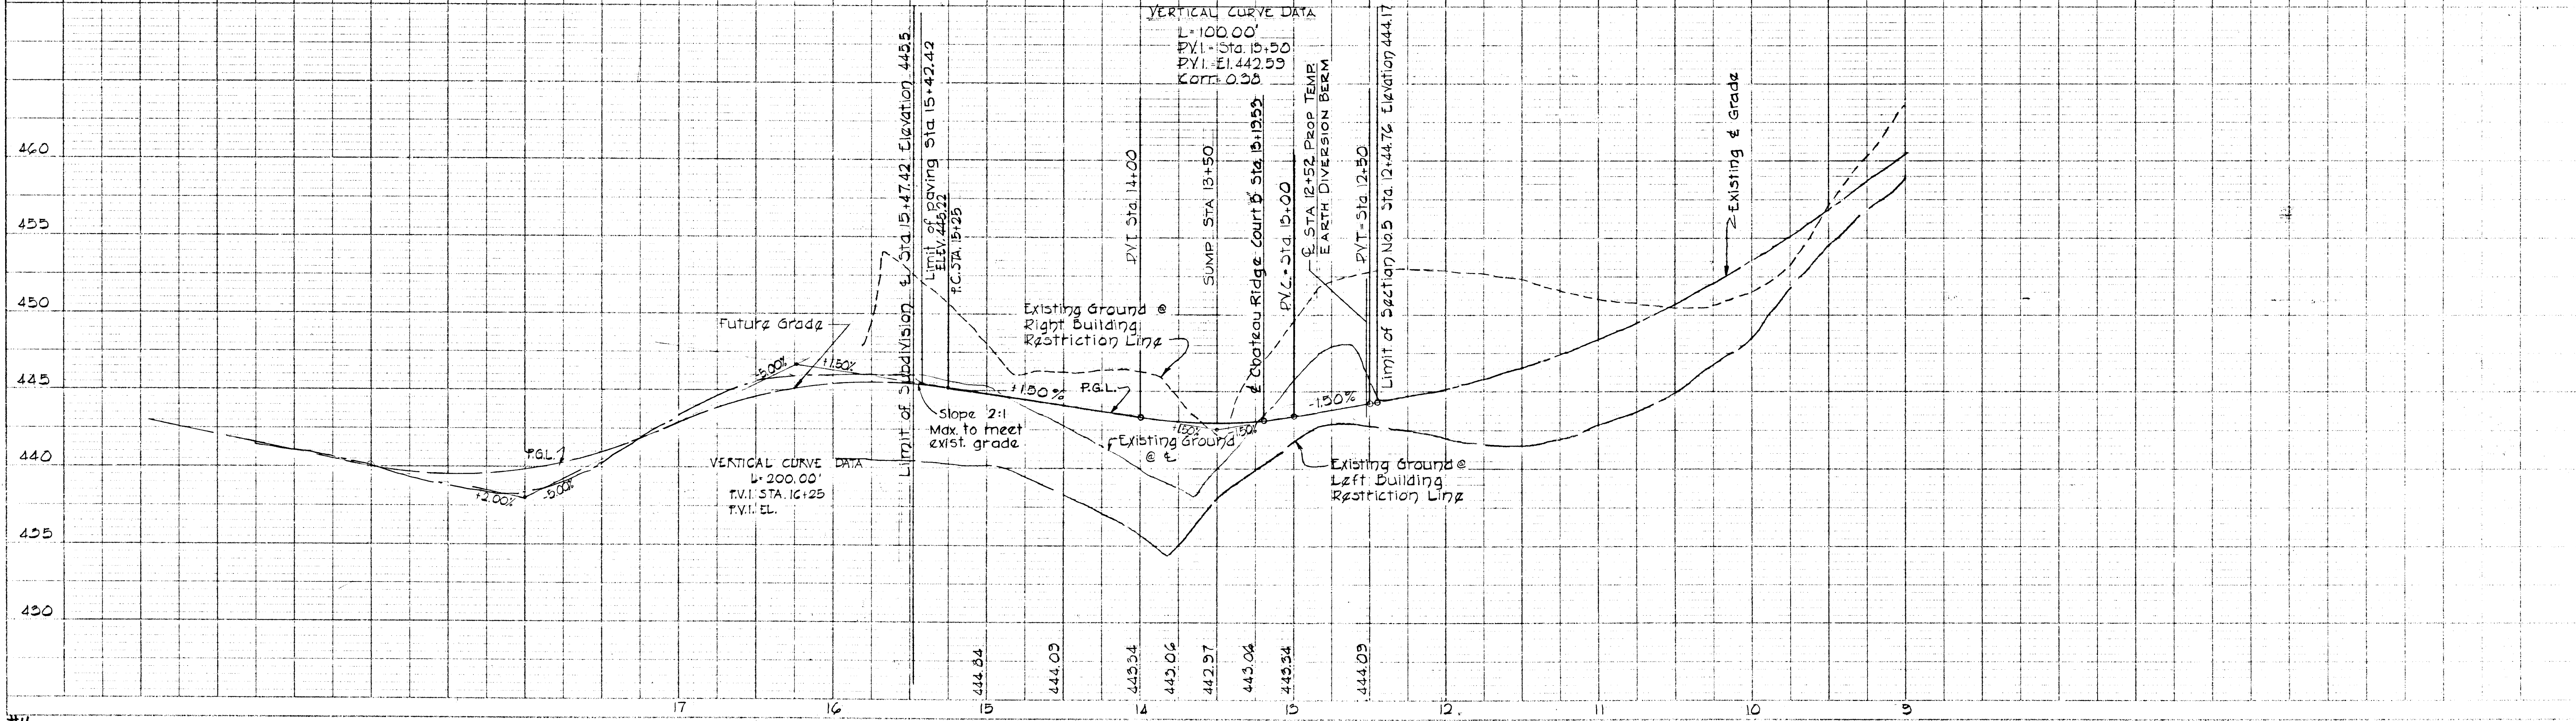 VERTICAL CURVE DATA
L=100.00'
P.V.I.-Sta. 13+50
P.V.I.-El.442.59
Corr= 0.38
Limit of Subdivision ℄ Sta. 15+47.42 Elevation 445.5
Limit of paving Sta 15+42.42
ELEV. 445.22
P.C. STA. 15+25
P.V.T. Sta. 14+00
SUMP: STA 13+50
℄ Choteau Ridge Court "B" Sta. 13+19.59
P.V.C.= Sta. 13+00
℄ STA 12+52 PROP TEMP.
EARTH DIVERSION BERM
P.V.T.= Sta. 12+50
Limit of Section No.3 Sta. 12+44.76 Elevation 444.17
Existing ℄ Grade
460
455
450
445
440
435
430
Future Grade
Existing Ground @
Right Building
Restriction Line
-5.00%
+1.50%
+1.50%
P.G.L.
-1.50%
Slope 2:1
Max. to meet
exist. grade
+1.50%
-1.50%
Existing Ground
@ ℄
P.G.L.
+2.00%
-5.00%
VERTICAL CURVE DATA
L= 200.00'
P.V.I. STA. 16+25
P.V.I. EL.
Existing Ground @
Left Building
Restriction Line
444.84
444.09
443.34
443.06
442.97
443.06
443.34
444.09
17
16
15
14
13
12
11
10
9